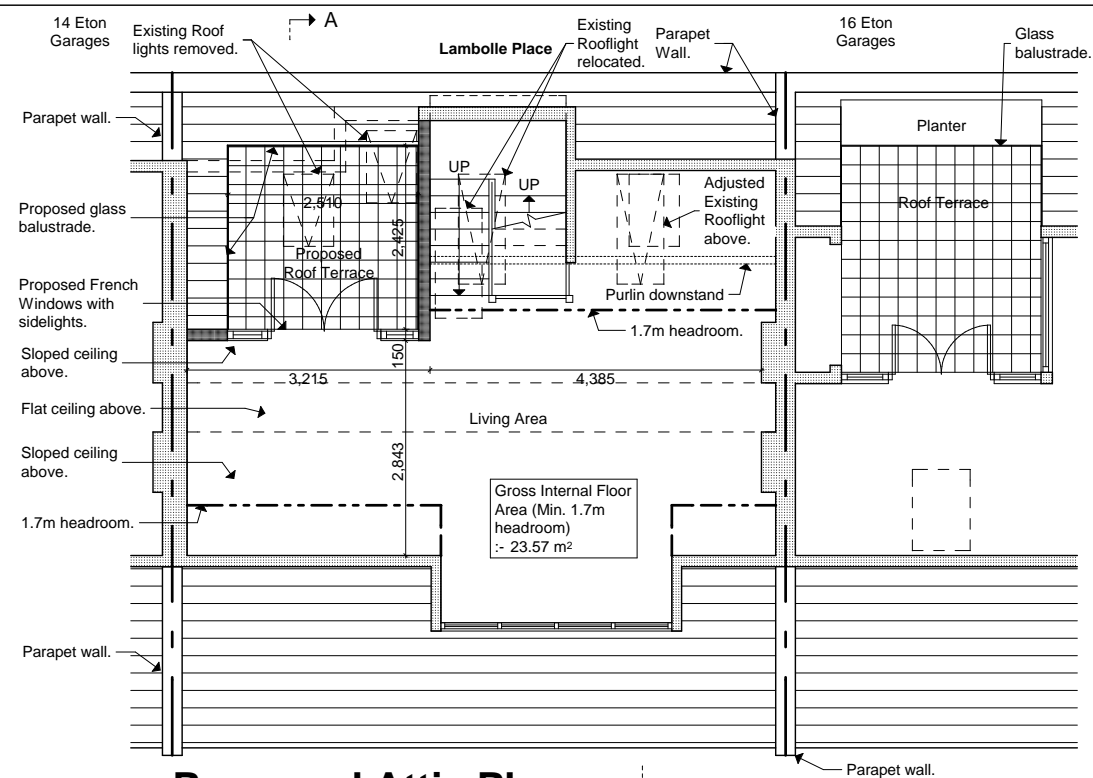 14 Eton
Garages
Existing Roof
lights removed.
A
Lambolle Place
Existing
Rooflight
relocated.
Parapet
Wall.
16 Eton
Garages
Glass
balustrade.
Parapet wall.
Planter
UP
UP
Adjusted
Existing
Rooflight
above.
Roof Terrace
2,510
2,425
Proposed glass
balustrade.
Proposed
Roof Terrace
Proposed French
Windows with
sidelights.
Purlin downstand
1.7m headroom.
Sloped ceiling
above.
150
3,215
4,385
Flat ceiling above.
Living Area
Sloped ceiling
above.
2,843
Gross Internal Floor
Area (Min. 1.7m
headroom)
:- 23.57 m²
1.7m headroom.
Parapet wall.
Parapet wall.